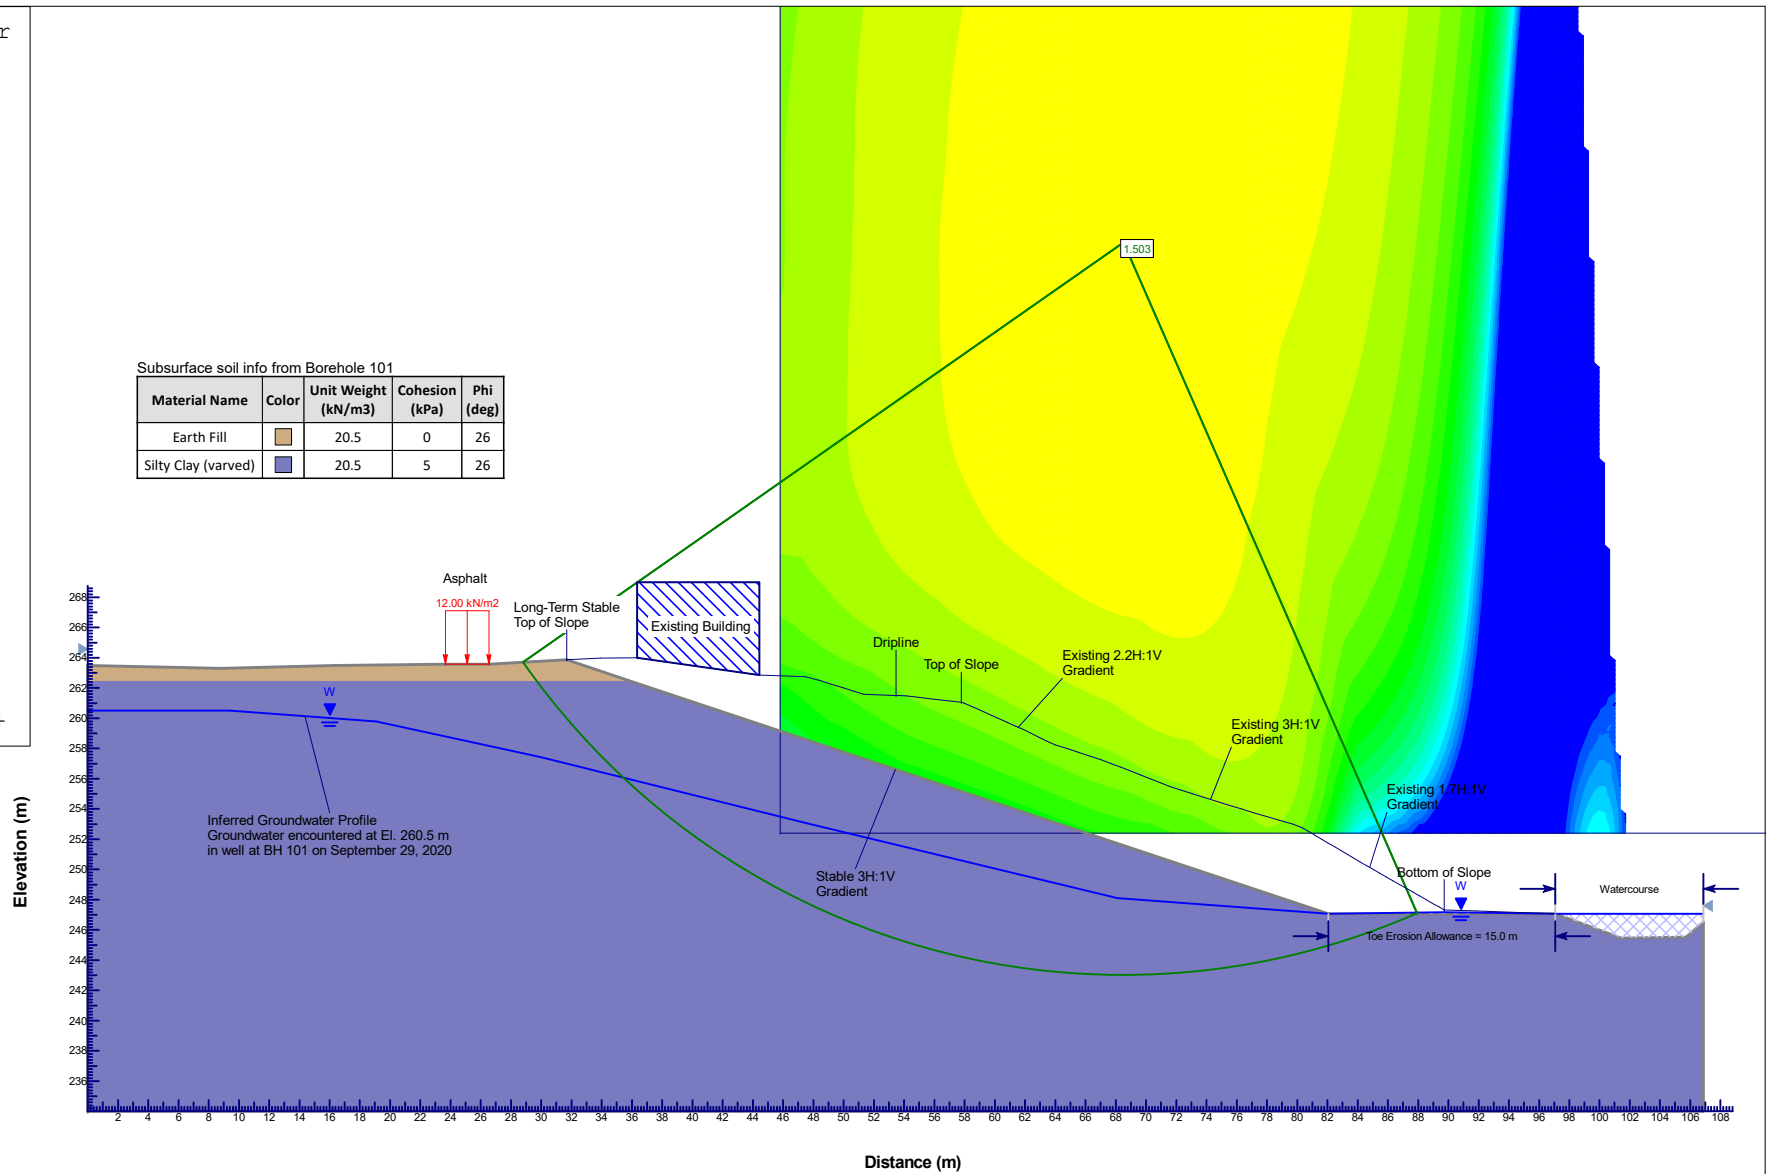 r
1.503
Subsurface soil info from Borehole 101
Material Name Color Unit Weight (kN/m3) Cohesion (kPa) Phi (deg)
Earth Fill 20.5 0 26
Silty Clay (varved) 20.5 5 26
Asphalt
12.00 kN/m2
Long-Term Stable
Top of Slope
Existing Building
Dripline
Top of Slope
Existing 2.2H:1V
Gradient
Existing 3H:1V
Gradient
Existing 1.7H:1V
Gradient
Bottom of Slope
W
Watercourse
Toe Erosion Allowance = 15.0 m
W
Inferred Groundwater Profile
Groundwater encountered at El. 260.5 m
in well at BH 101 on September 29, 2020
Stable 3H:1V
Gradient
Elevation (m)
268
266
264
262
260
258
256
254
252
250
248
246
244
242
240
238
236
2 4 6 8 10 12 14 16 18 20 22 24 26 28 30 32 34 36 38 40 42 44 46 48 50 52 54 56 58 60 62 64 66 68 70 72 74 76 78 80 82 84 86 88 90 92 94 96 98 100 102 104 106 108
Distance (m)